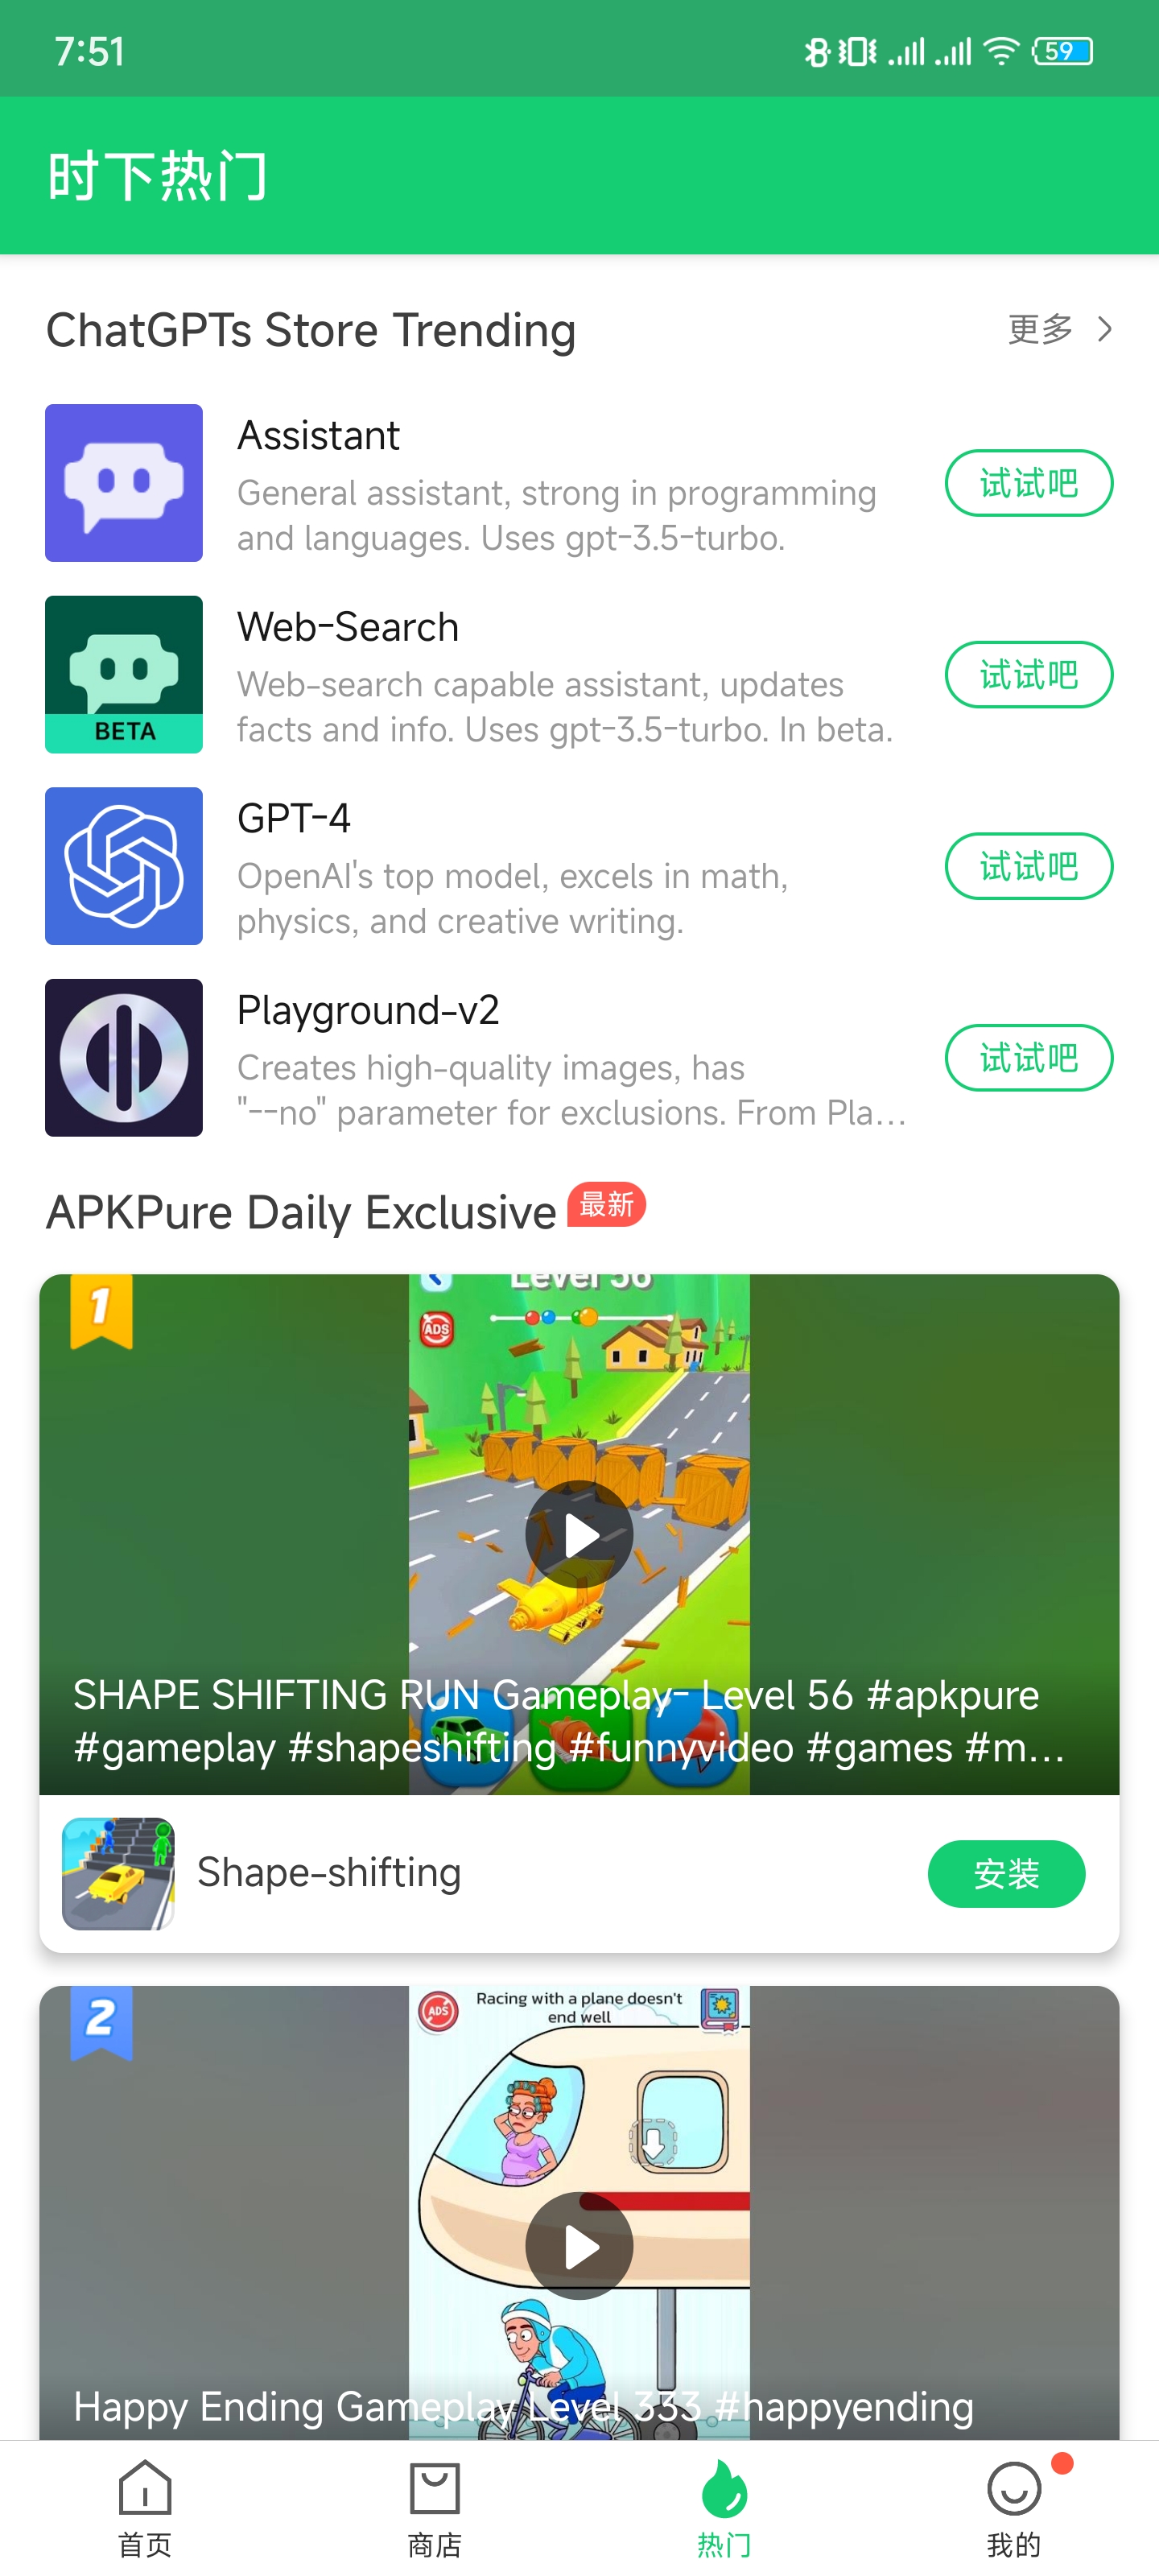 7:51
59
时下热门
ChatGPTs Store Trending
更多
Assistant
General assistant, strong in programming
and languages. Uses gpt-3.5-turbo.
试试吧
Web-Search
Web-search capable assistant, updates
facts and info. Uses gpt-3.5-turbo. In beta.
试试吧
BETA
GPT-4
OpenAI's top model, excels in math,
physics, and creative writing.
试试吧
Playground-v2
Creates high-quality images, has
"--no" parameter for exclusions. From Pla...
试试吧
APKPure Daily Exclusive
最新
1
Level 56
ADS
SHAPE SHIFTING RUN Gameplay- Level 56 #apkpure
#gameplay #shapeshifting #funnyvideo #games #m...
Shape-shifting
安装
2
ADS
Racing with a plane doesn't
end well
Happy Ending Gameplay Level 333 #happyending
首页
商店
热门
我的